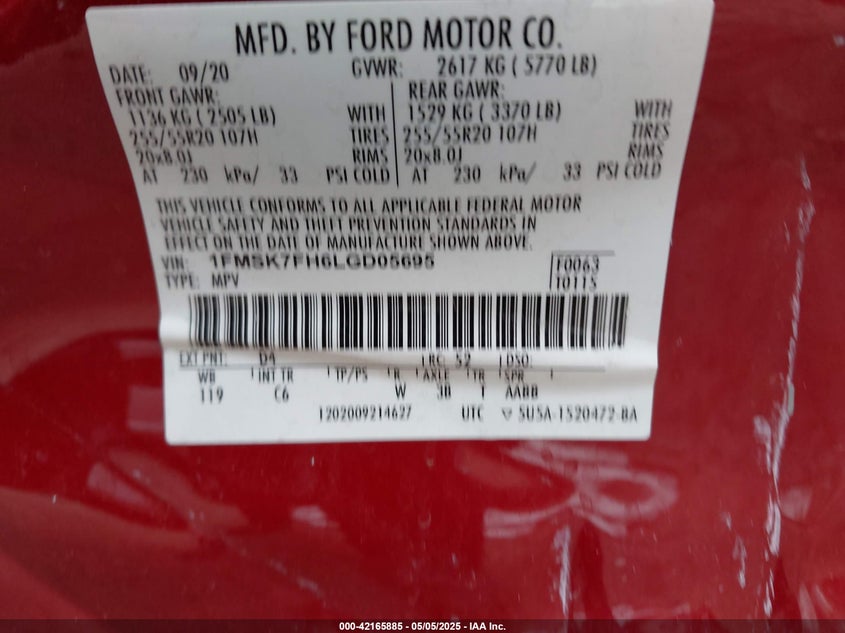 MFD. BY FORD MOTOR CO.
DATE: 09/20 GVWR: 2617 KG ( 5770 LB)
FRONT GAWR: REAR GAWR:
1136 KG ( 2505 LB) WITH 1529 KG ( 3370 LB) WITH
255/55R20 107H TIRES 255/55R20 107H TIRES
20x8.0J RIMS 20x8.0J RIMS
AT 230 kPa/ 33 PSI COLD AT 230 kPa/ 33 PSI COLD
THIS VEHICLE CONFORMS TO ALL APPLICABLE FEDERAL MOTOR
VEHICLE SAFETY AND THEFT PREVENTION STANDARDS IN
EFFECT ON THE DATE OF MANUFACTURE SHOWN ABOVE.
VIN: 1FMSK7FH6LGD05695 F0063
TYPE: MPV T0115
EXT PNT: D4 RC: 52 DSO:
WB INT TR TP/PS R AXLE TR SPR
119 C6 W 3B I AABB
1202009214627 UTC ▽ 5U5A-1520472-BA
000-42165885 / 05/05/2025 - IAA Inc.